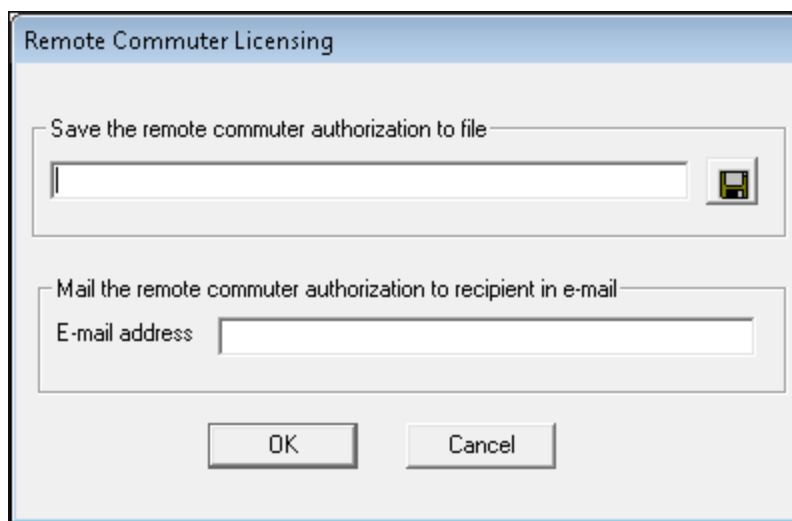 Remote Commuter Licensing
Save the remote commuter authorization to file
Mail the remote commuter authorization to recipient in e-mail
E-mail address
OK
Cancel